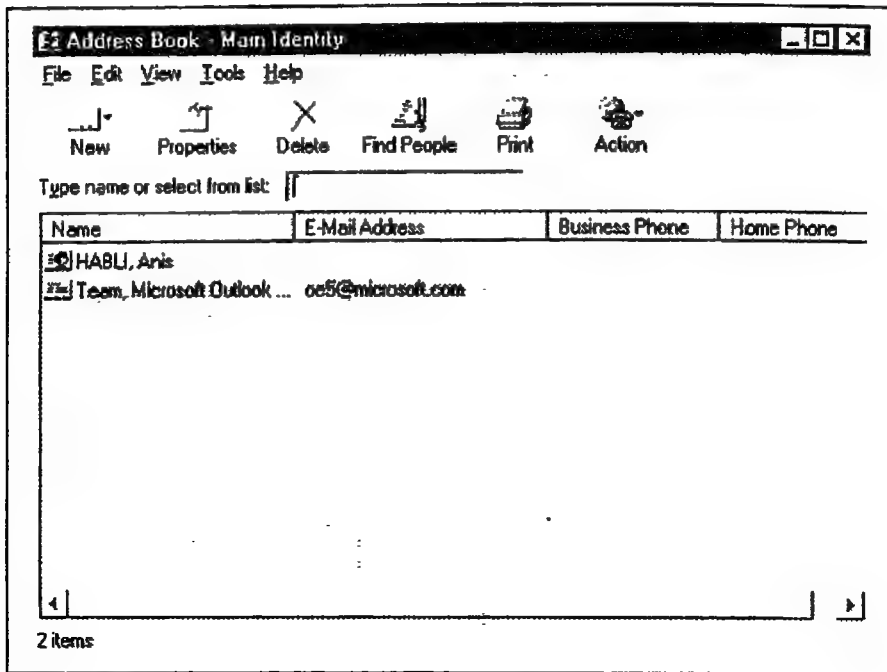 Address Book - Main Identity
File Edit View Tools Help
New Properties Delete Find People Print Action
Type name or select from list:
Name E-Mail Address Business Phone Home Phone
HABLI, Anis
Team, Microsoft Outlook ... oe5@microsoft.com
2 items